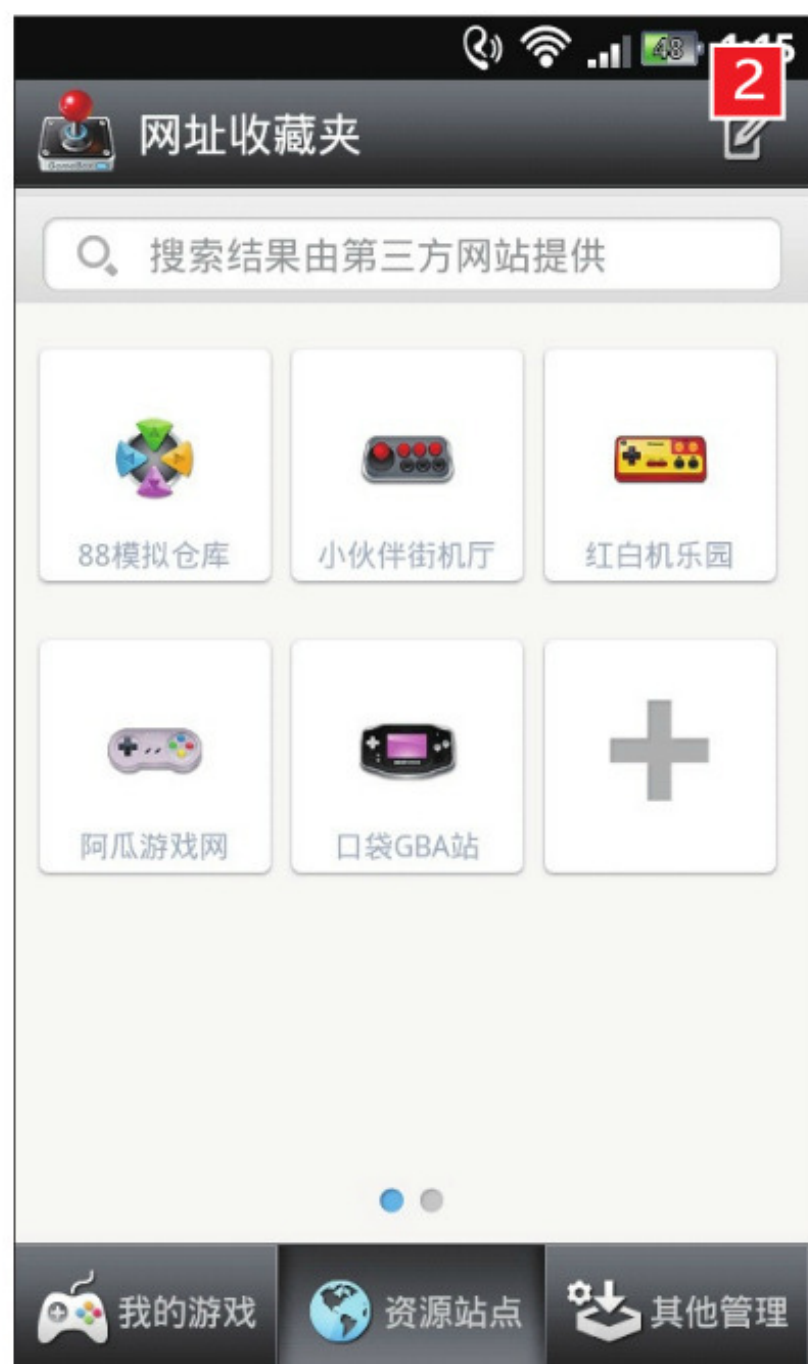 48
2
网址收藏夹
搜索结果由第三方网站提供
88模拟仓库
小伙伴街机厅
红白机乐园
阿瓜游戏网
口袋GBA站
我的游戏
资源站点
其他管理